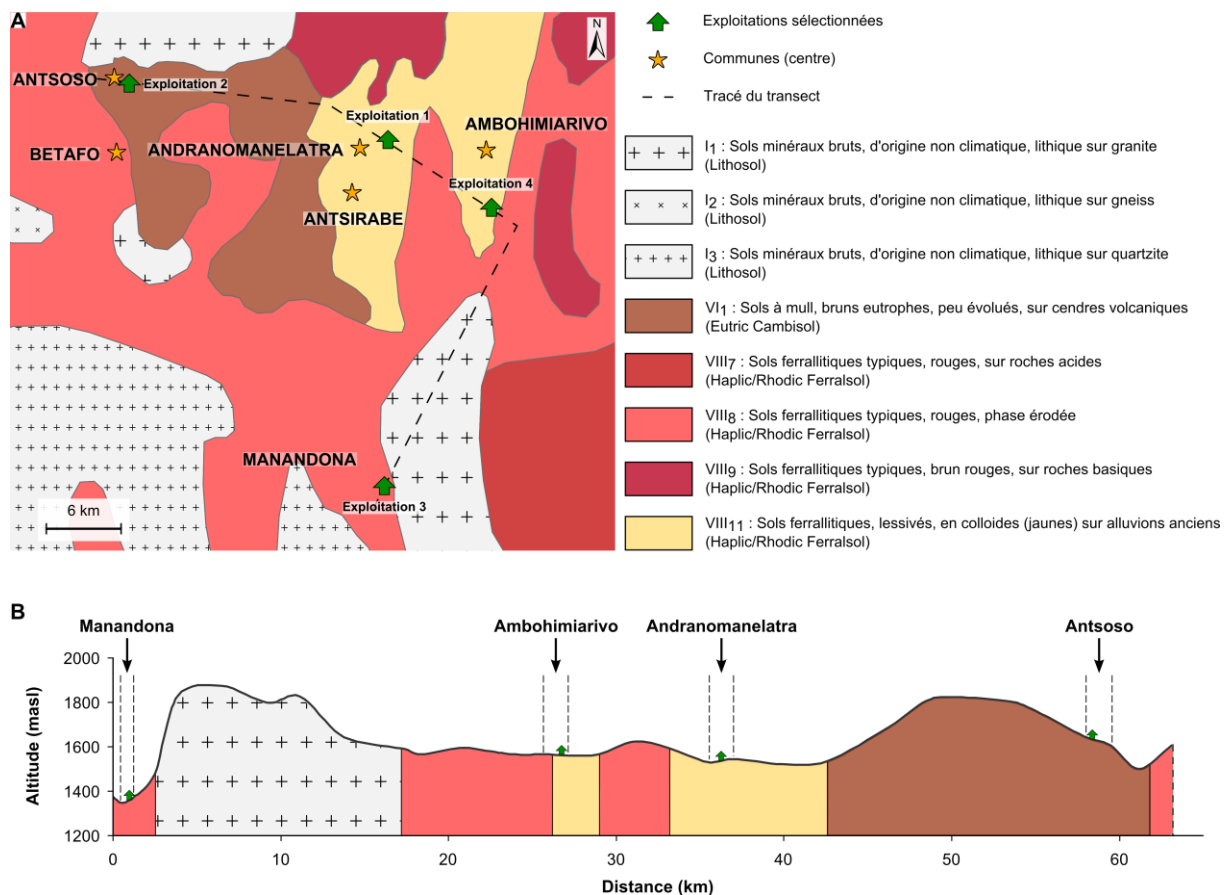 A
N
ANTSOSO
Exploitation 2
Exploitation 1
AMBOHIMIARIVO
BETAFO
ANDRANOMANELATRA
Exploitation 4
ANTSIRABE
MANANDONA
Exploitation 3
6 km
Exploitations sélectionnées
Communes (centre)
Tracé du transect
I1 : Sols minéraux bruts, d'origine non climatique, lithique sur granite
(Lithosol)
I2 : Sols minéraux bruts, d'origine non climatique, lithique sur gneiss
(Lithosol)
I3 : Sols minéraux bruts, d'origine non climatique, lithique sur quartzite
(Lithosol)
VI1 : Sols à mull, bruns eutrophes, peu évolués, sur cendres volcaniques
(Eutric Cambisol)
VIII7 : Sols ferrallitiques typiques, rouges, sur roches acides
(Haplic/Rhodic Ferralsol)
VIII8 : Sols ferrallitiques typiques, rouges, phase érodée
(Haplic/Rhodic Ferralsol)
VIII9 : Sols ferrallitiques typiques, brun rouges, sur roches basiques
(Haplic/Rhodic Ferralsol)
VIII11 : Sols ferrallitiques, lessivés, en colloides (jaunes) sur alluvions anciens
(Haplic/Rhodic Ferralsol)
B
Manandona
Ambohimiarivo
Andranomanelatra
Antsoso
Altitude (masl)
2000
1800
1600
1400
1200
0 10 20 30 40 50 60
Distance (km)